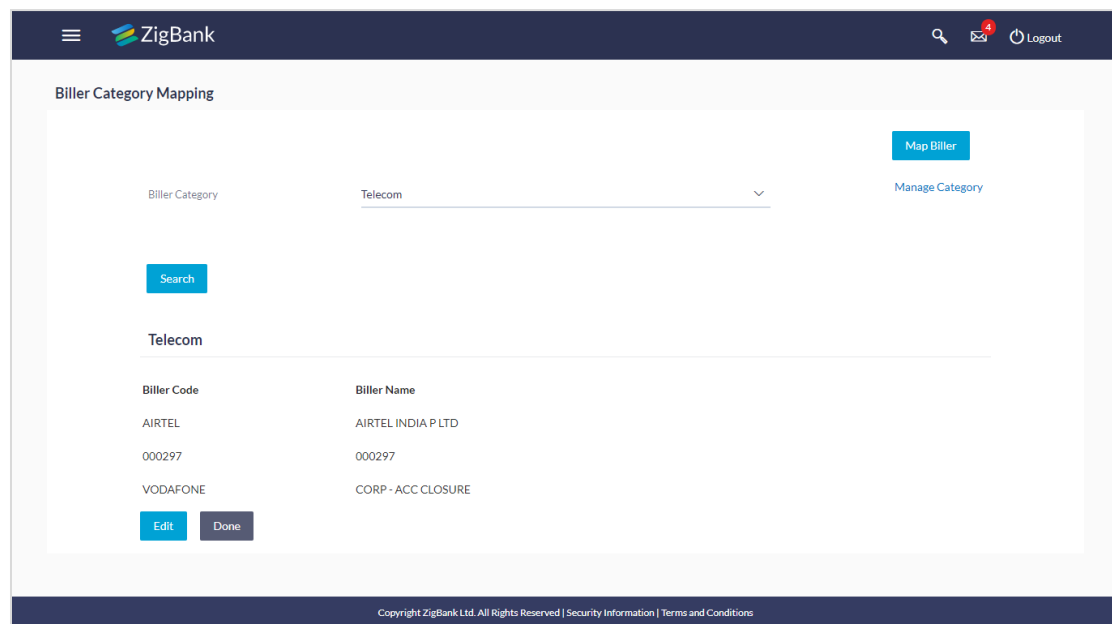 ZigBank
4
Logout
Biller Category Mapping
Map Biller
Biller Category
Telecom
Manage Category
Search
Telecom
Biller Code Biller Name
AIRTEL AIRTEL INDIA P LTD
000297 000297
VODAFONE CORP - ACC CLOSURE
Edit Done
Copyright ZigBank Ltd. All Rights Reserved | Security Information | Terms and Conditions